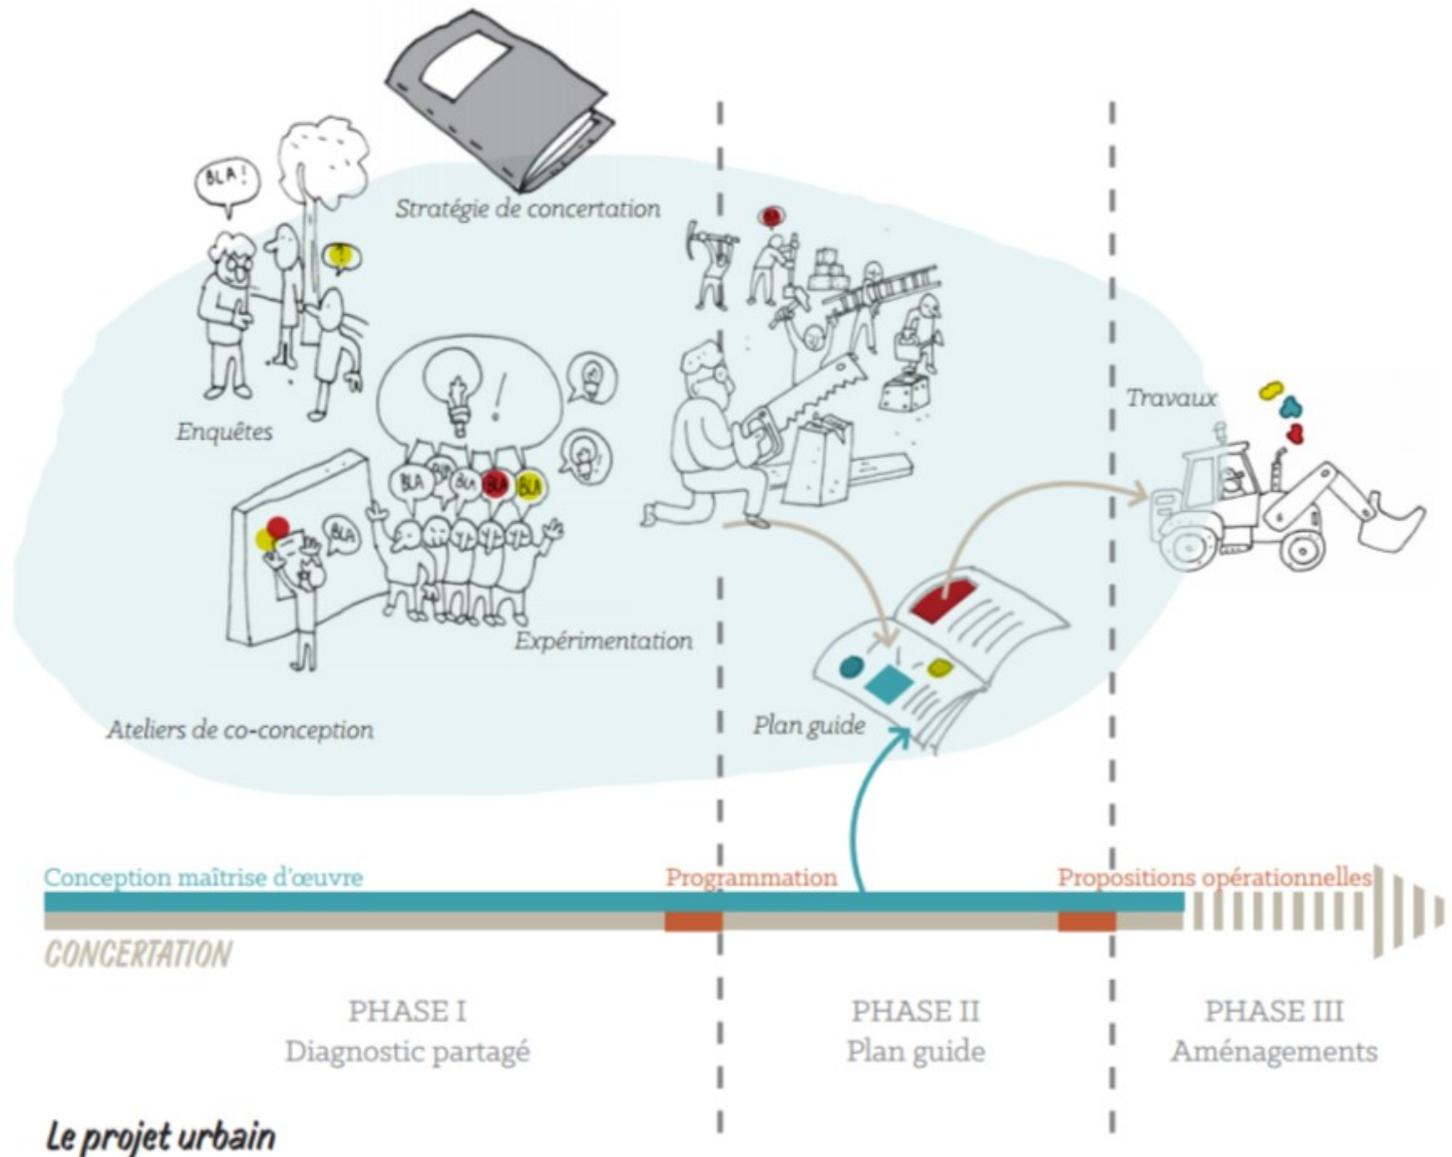 Stratégie de concertation
BLA!
!
Enquêtes
!
!
BLA
BLA
BLA
BLA
BLA
BLA
Expérimentation
Ateliers de co-conception
Travaux
Plan guide
Conception maîtrise d'œuvre
Programmation
Propositions opérationnelles
CONCERTATION
PHASE I
Diagnostic partagé
PHASE II
Plan guide
PHASE III
Aménagements
Le projet urbain